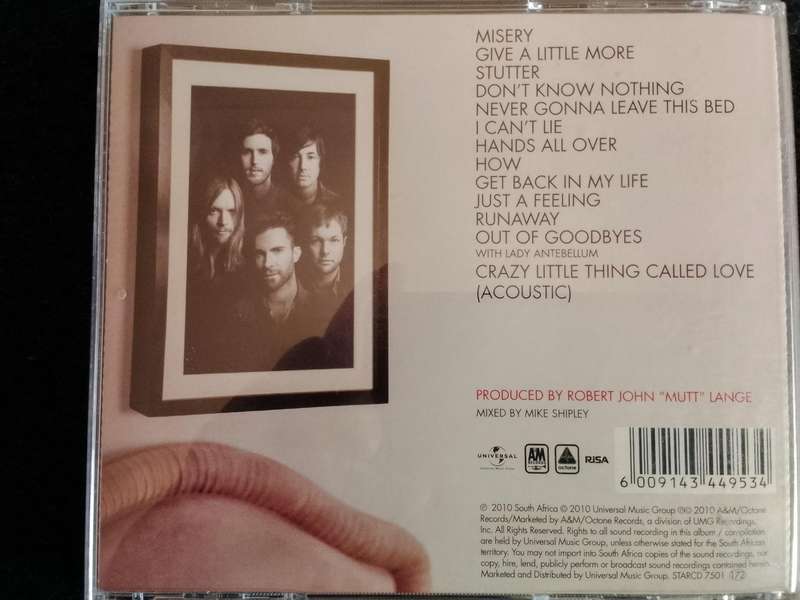 MISERY
GIVE A LITTLE MORE
STUTTER
DON'T KNOW NOTHING
NEVER GONNA LEAVE THIS BED
I CAN'T LIE
HANDS ALL OVER
HOW
GET BACK IN MY LIFE
JUST A FEELING
RUNAWAY
OUT OF GOODBYES
WITH LADY ANTEBELLUM
CRAZY LITTLE THING CALLED LOVE
(ACOUSTIC)
PRODUCED BY ROBERT JOHN "MUTT" LANGE
MIXED BY MIKE SHIPLEY
UNIVERSAL
A&M
RECORDS
octone
RiSA
6 009143 449534
℗ 2010 South Africa © 2010 Universal Music Group ℗© 2010 A&M/Octone
Records/Marketed by A&M/Octone Records, a division of UMG Recordings,
Inc. All Rights Reserved. Rights to all sound recording in this album / compilation
are held by Universal Music Group, unless otherwise stated for the South African
territory. You may not import into South Africa copies of the sound recordings, nor
copy, hire, lend, publicly perform or broadcast sound recordings contained herein.
Marketed and Distributed by Universal Music Group. STARCD 7501 1/2